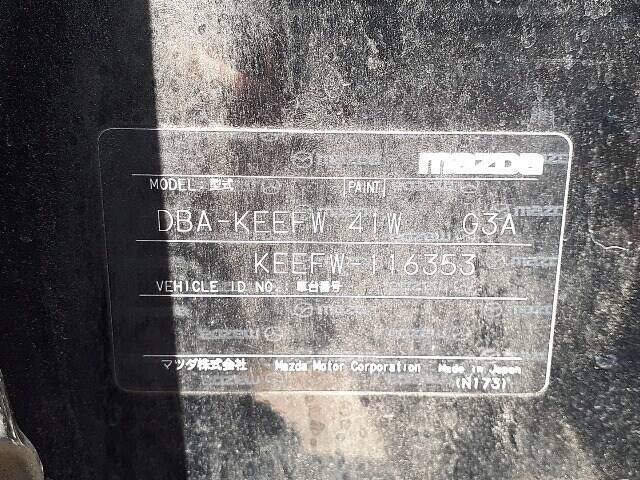 mazda
MODEL: 型式 PAINT
DBA-KEEFW 41W C3A
KEEFW-116353
VEHICLE ID NO.: 車台番号
マツダ株式会社 Mazda Motor Corporation Made in Japan
(N173)